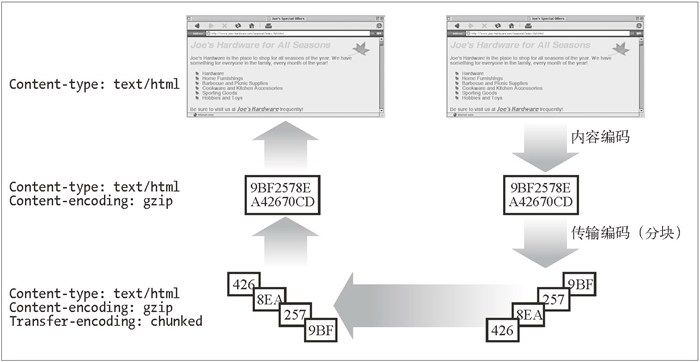 Joe's Special Offers
Joe's Hardware for All Seasons
Joe's Hardware is the place to shop for all seasons of the year. We have
something for everyone in the family, every month of the year!
Hardware
Home Furnishings
Barbecue and Picnic Supplies
Cookware and Kitchen Accessories
Sporting Goods
Hobbies and Toys
Be sure to visit us at Joe's Hardware frequently!
Joe's Special Offers
Joe's Hardware for All Seasons
Joe's Hardware is the place to shop for all seasons of the year. We have
something for everyone in the family, every month of the year!
Hardware
Home Furnishings
Barbecue and Picnic Supplies
Cookware and Kitchen Accessories
Sporting Goods
Hobbies and Toys
Be sure to visit us at Joe's Hardware frequently!
Content-type: text/html
内容编码
Content-type: text/html
Content-encoding: gzip
9BF2578E
A42670CD
9BF2578E
A42670CD
传输编码（分块）
Content-type: text/html
Content-encoding: gzip
Transfer-encoding: chunked
426
8EA
257
9BF
9BF
257
8EA
426